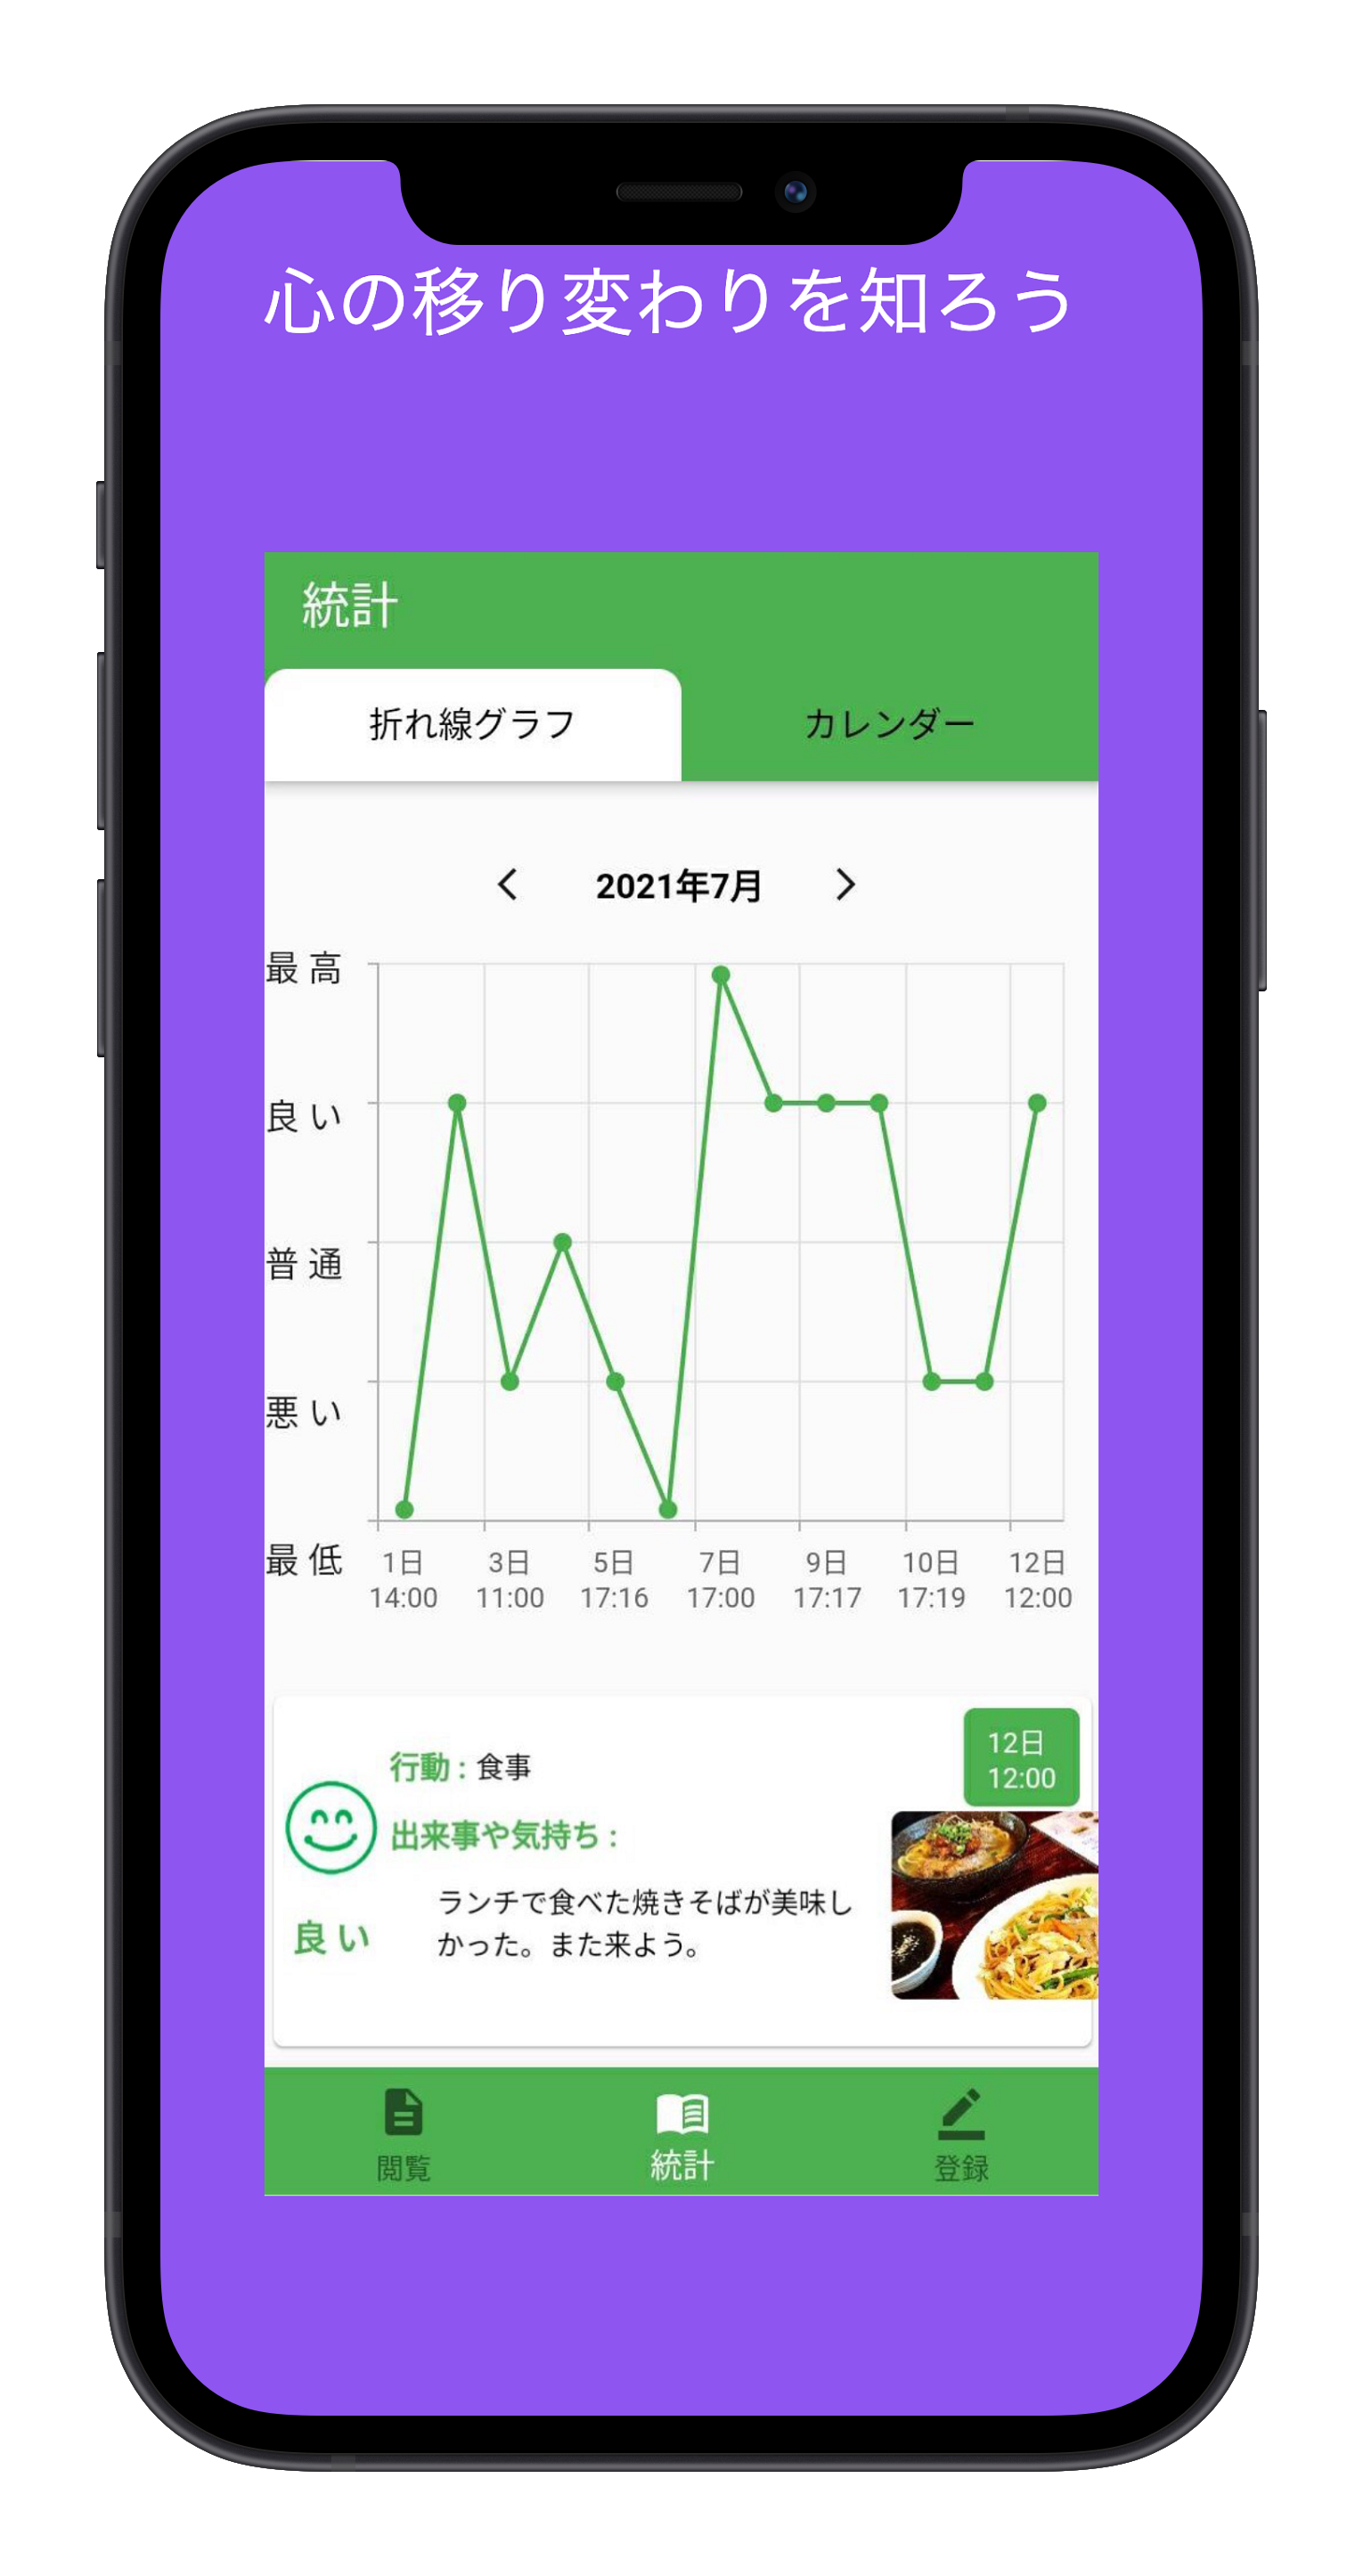 心の移り変わりを知ろう
統計
折れ線グラフ
カレンダー
2021年7月
最高
良い
普通
悪い
最低
1日 3日 5日 7日 9日 10日 12日
14:00 11:00 17:16 17:00 17:17 17:19 12:00
12日
12:00
行動 : 食事
出来事や気持ち :
ランチで食べた焼きそばが美味し
かった。また来よう。
良い
閲覧
統計
登録